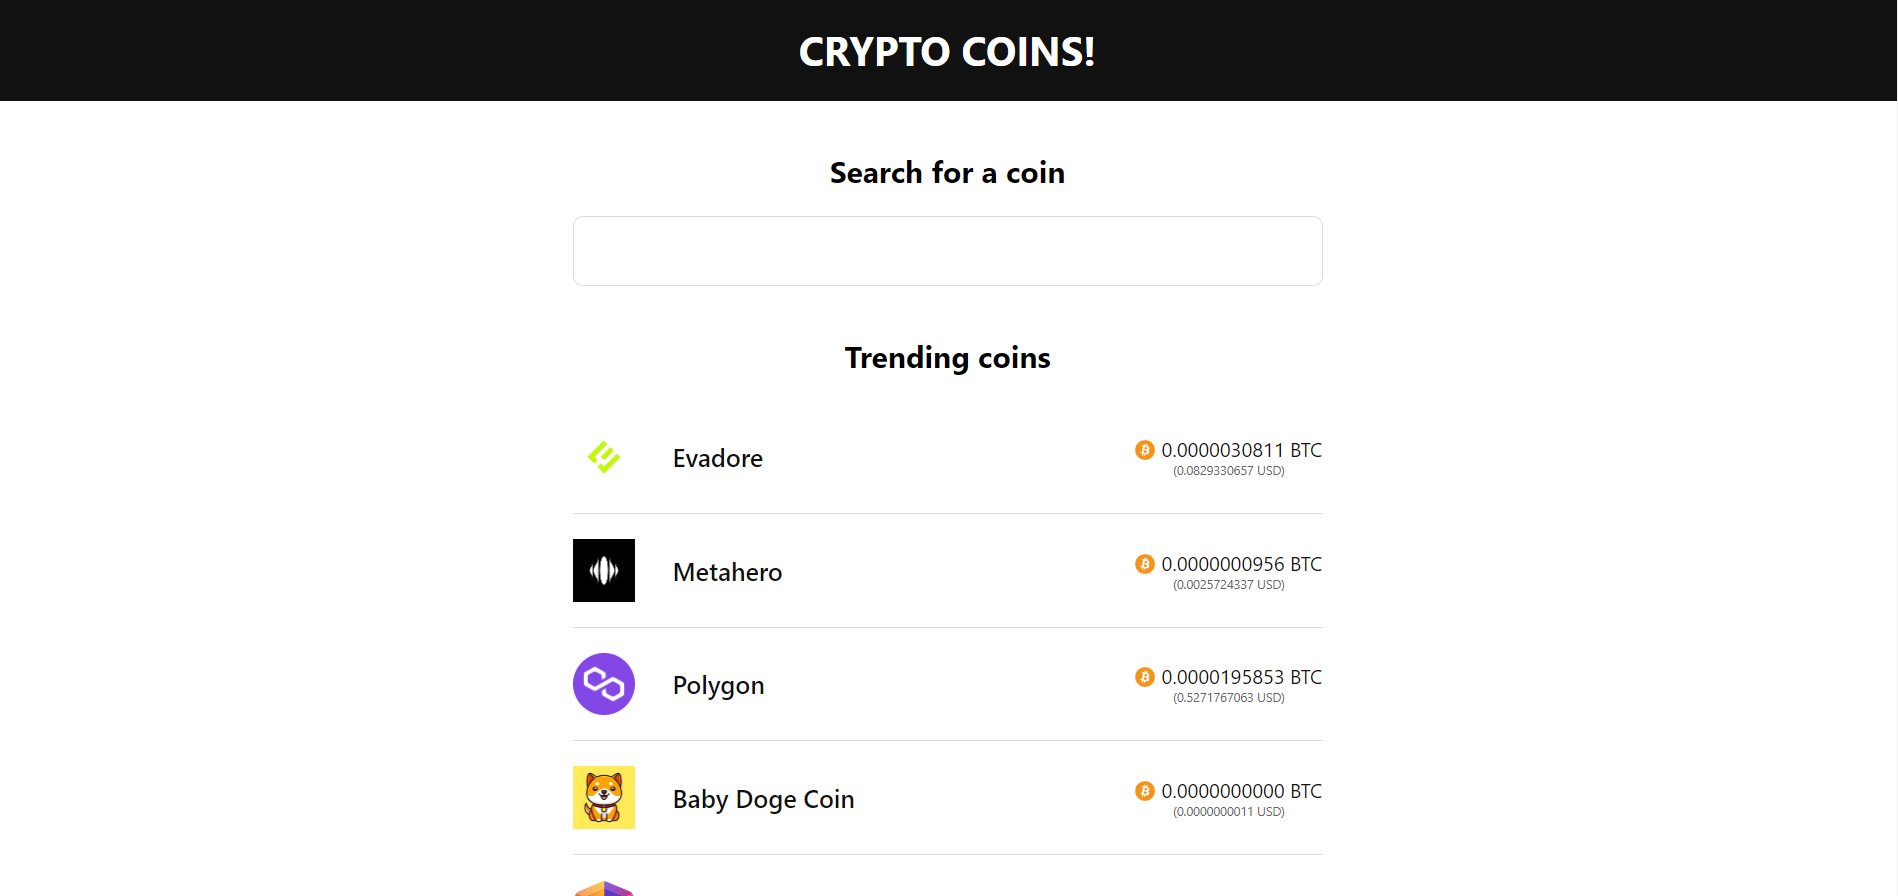 CRYPTO COINS!
Search for a coin
Trending coins
Evadore
0.0000030811 BTC
(0.0829330657 USD)
Metahero
0.0000000956 BTC
(0.0025724337 USD)
Polygon
0.0000195853 BTC
(0.5271767063 USD)
Baby Doge Coin
0.0000000000 BTC
(0.0000000011 USD)